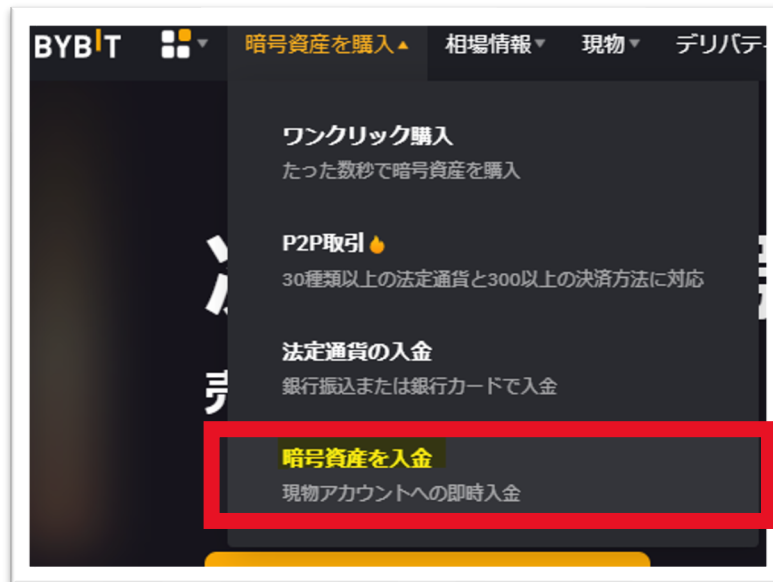 BYBIT 暗号資産を購入▲ 相場情報▼ 現物▼ デリバティ
ワンクリック購入
たった数秒で暗号資産を購入
P2P取引
30種類以上の法定通貨と300以上の決済方法に対応
法定通貨の入金
銀行振込または銀行カードで入金
売
暗号資産を入金
現物アカウントへの即時入金